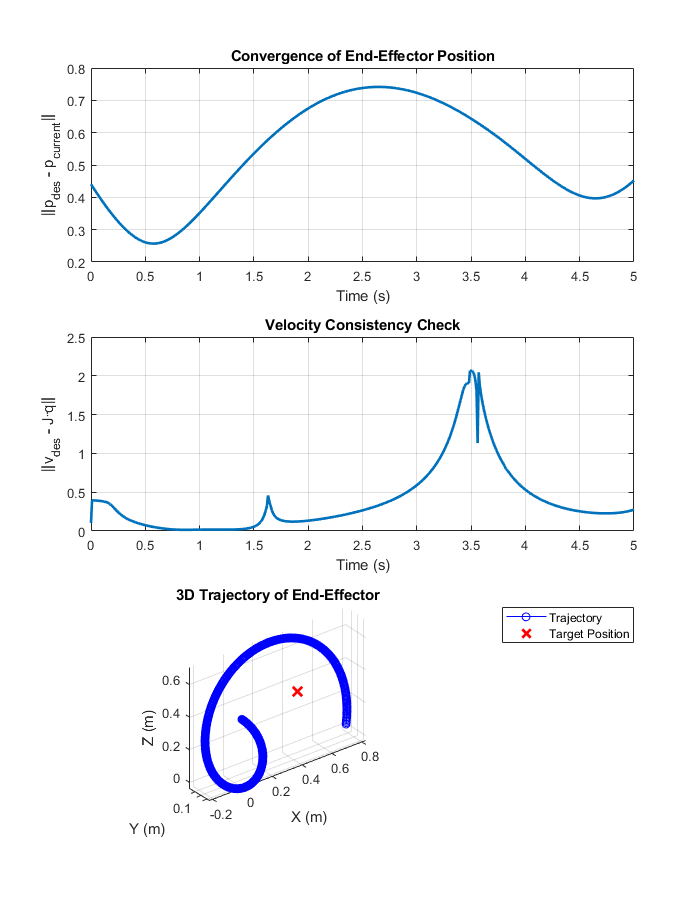 Convergence of End-Effector Position
0.8
0.7
0.6
0.5
0.4
0.3
0.2
||p_des - p_current||
0 0.5 1 1.5 2 2.5 3 3.5 4 4.5 5
Time (s)
Velocity Consistency Check
2.5
2
1.5
1
0.5
0
||v_des - J·q||
0 0.5 1 1.5 2 2.5 3 3.5 4 4.5 5
Time (s)
3D Trajectory of End-Effector
Trajectory
Target Position
0.6
0.4
0.2
0
Z (m)
0.1
Y (m)
-0.2 0 0.2 0.4 0.6 0.8
X (m)